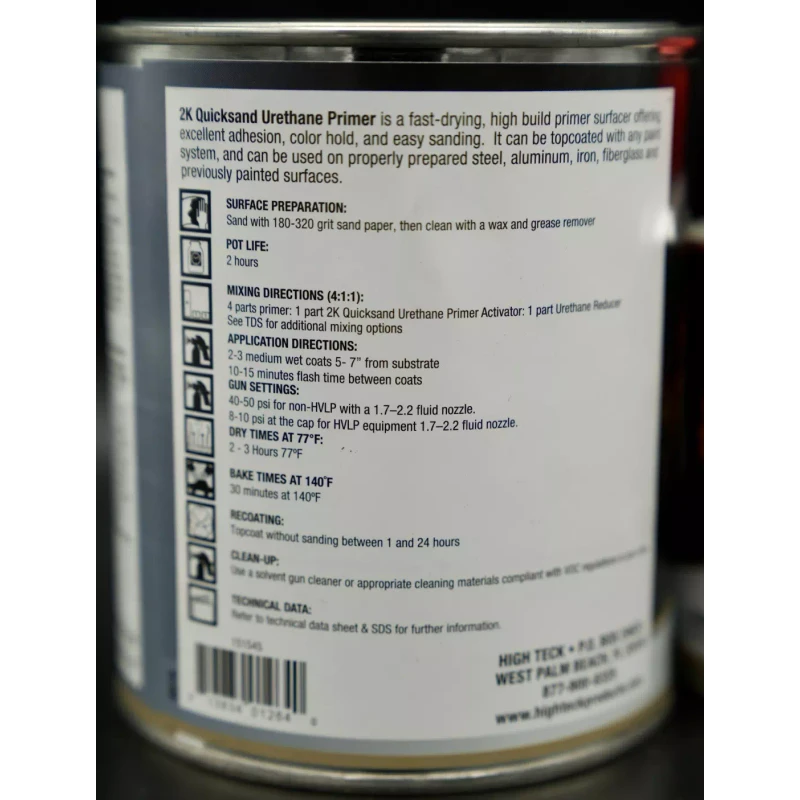 2K Quicksand Urethane Primer is a fast-drying, high build primer surfacer offering
excellent adhesion, color hold, and easy sanding. It can be topcoated with any paint
system, and can be used on properly prepared steel, aluminum, iron, fiberglass and
previously painted surfaces.
SURFACE PREPARATION:
Sand with 180-320 grit sand paper, then clean with a wax and grease remover
POT LIFE:
2 hours
MIXING DIRECTIONS (4:1:1):
4 parts primer: 1 part 2K Quicksand Urethane Primer Activator: 1 part Urethane Reducer
See TDS for additional mixing options
APPLICATION DIRECTIONS:
2-3 medium wet coats 5- 7" from substrate
10-15 minutes flash time between coats
GUN SETTINGS:
40-50 psi for non-HVLP with a 1.7–2.2 fluid nozzle.
8-10 psi at the cap for HVLP equipment 1.7–2.2 fluid nozzle.
DRY TIMES AT 77°F:
2 - 3 Hours 77ºF
BAKE TIMES AT 140°F
30 minutes at 140ºF
RECOATING:
Topcoat without sanding between 1 and 24 hours
CLEAN-UP:
Use a solvent gun cleaner or appropriate cleaning materials compliant with VOC regulations
TECHNICAL DATA:
Refer to technical data sheet & SDS for further information.
HIGH TECK • P.O. BOX
WEST PALM BEACH, FL
www.highteckproducts.com